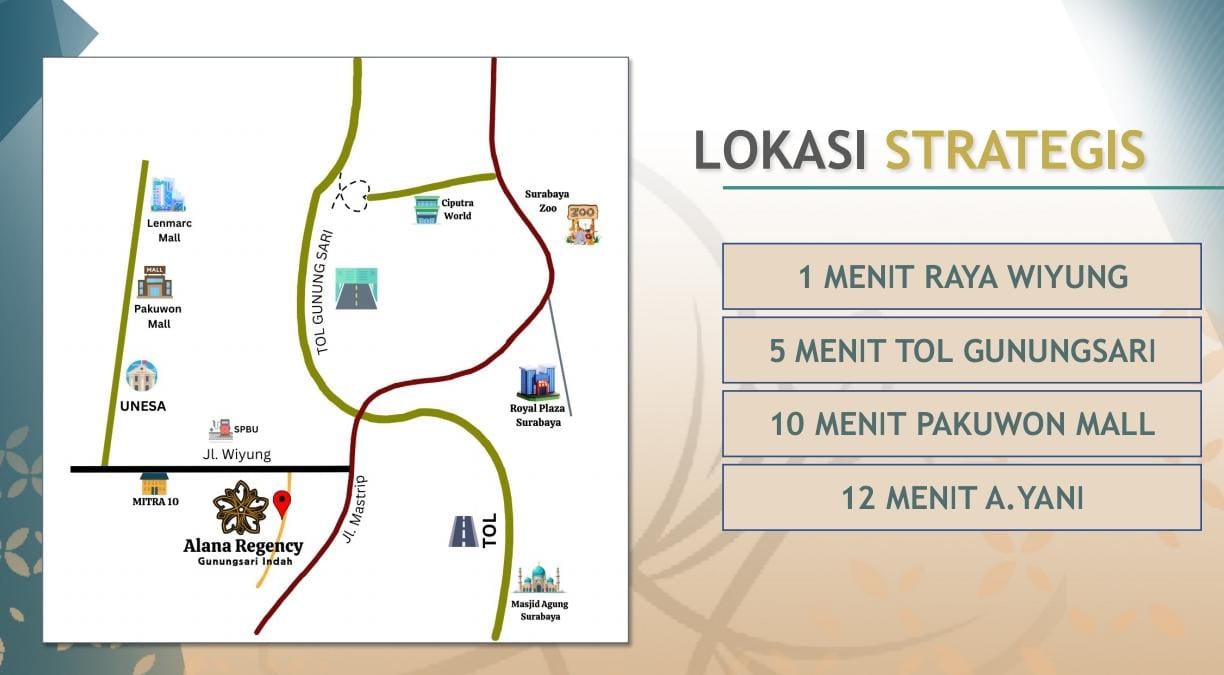 LOKASI STRATEGIS
1 MENIT RAYA WIYUNG
5 MENIT TOL GUNUNGSARI
10 MENIT PAKUWON MALL
12 MENIT A.YANI
Lenmarc
Mall
MALL
Pakuwon
Mall
UNESA
SPBU
Jl. Wiyung
MITRA 10
Alana Regency
Gunungsari Indah
TOL GUNUNG SARI
Ciputra
World
Surabaya
Zoo
ZOO
Royal Plaza
Surabaya
Jl. Mastrip
TOL
Masjid Agung
Surabaya